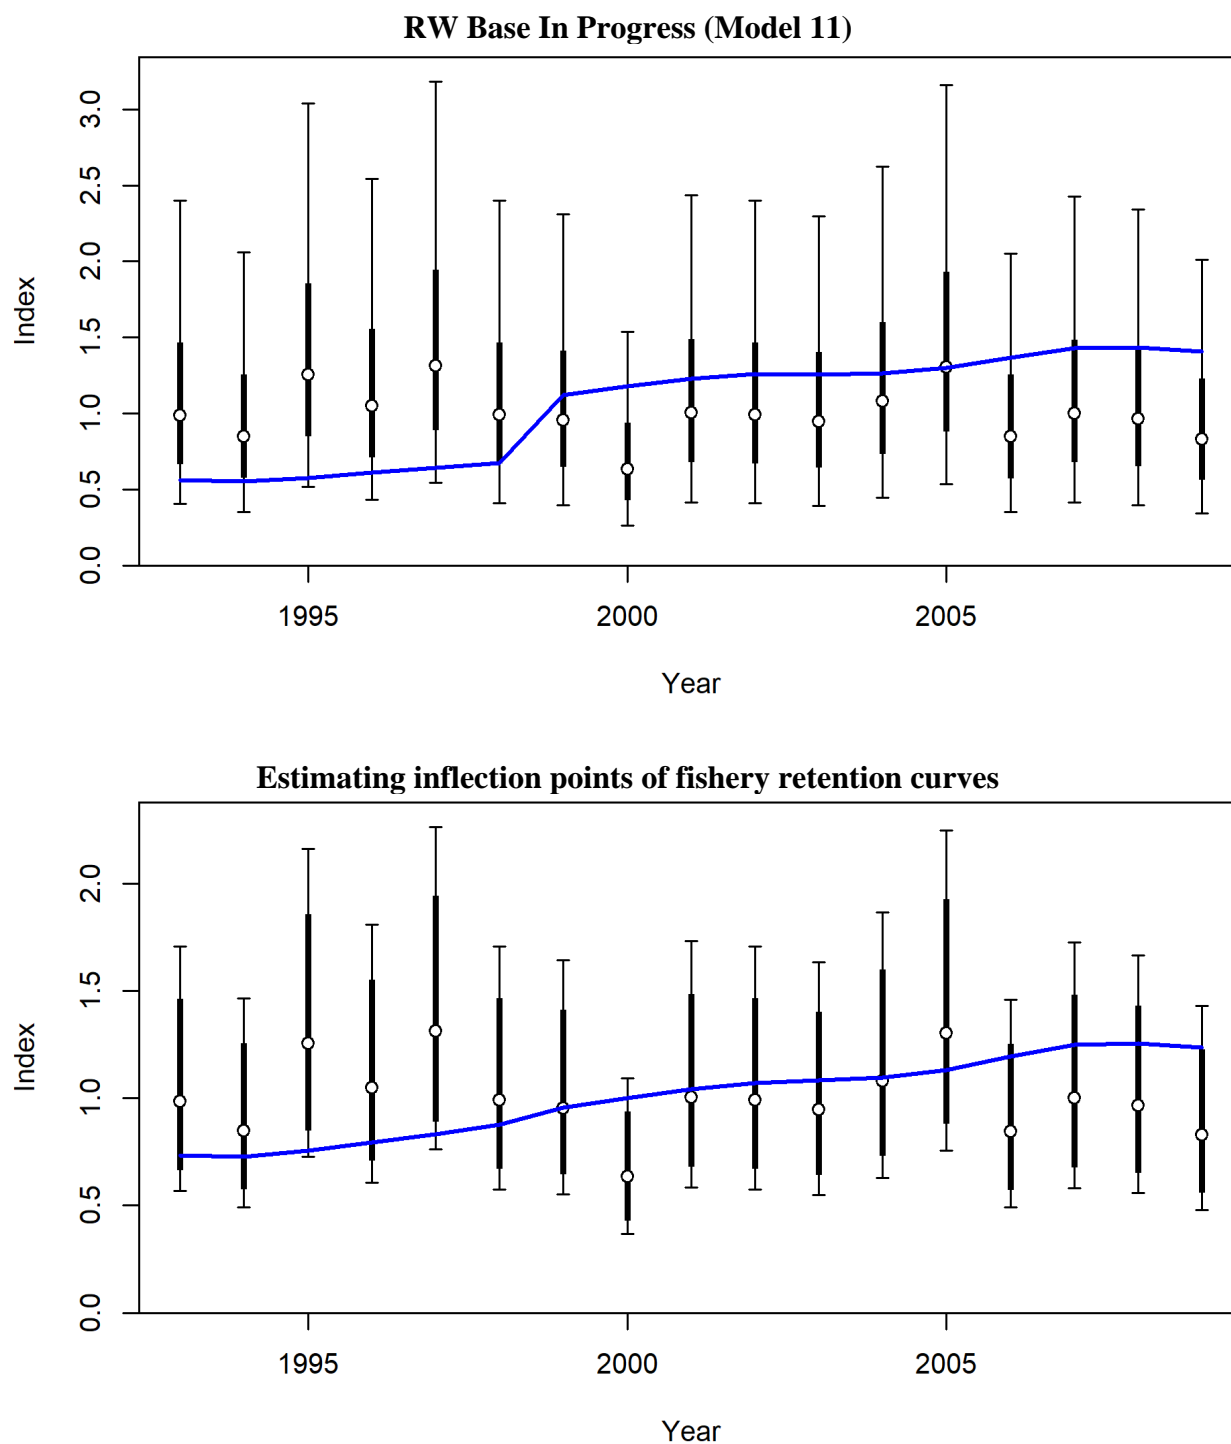 RW Base In Progress (Model 11)
3.0
2.5
2.0
1.5
1.0
0.5
0.0
Index
1995 2000 2005
Year
Estimating inflection points of fishery retention curves
2.0
1.5
1.0
0.5
0.0
Index
1995 2000 2005
Year